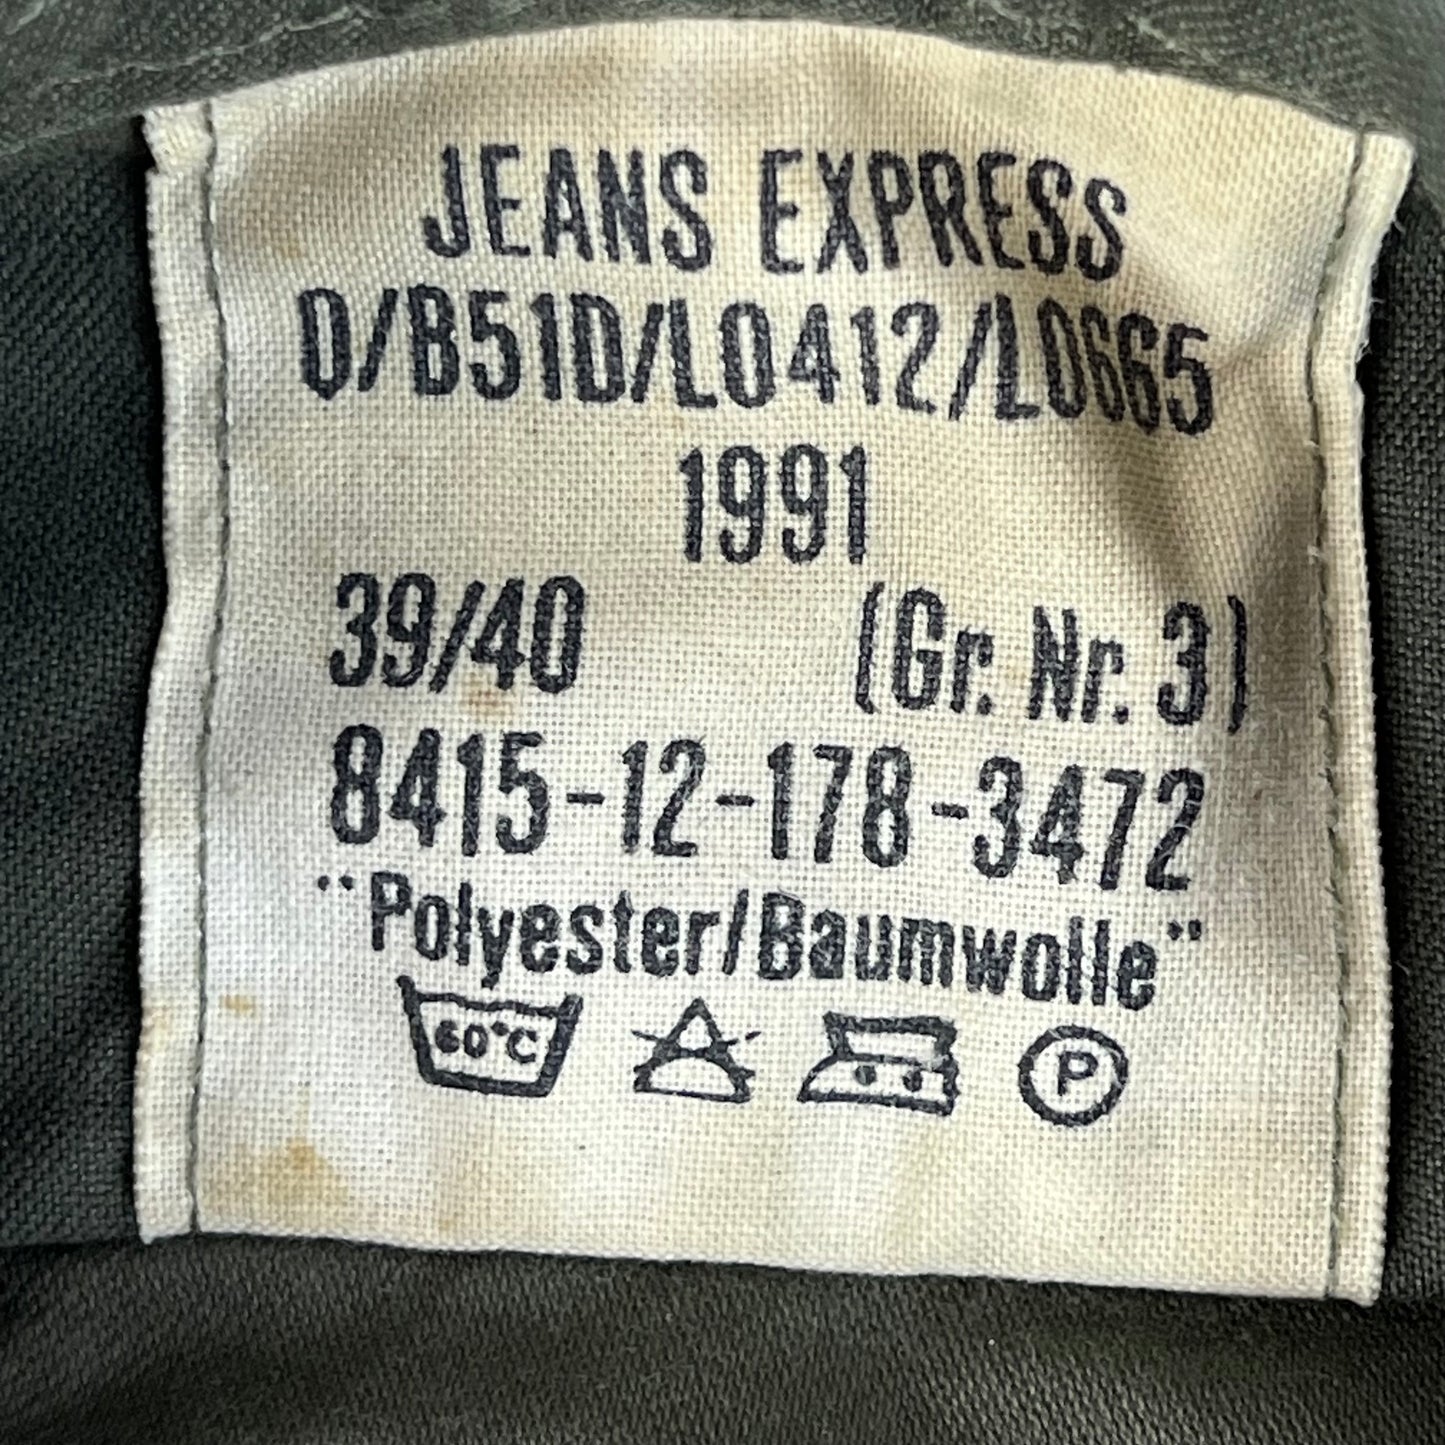 JEANS EXPRESS
0/B51D/L0412/L0665
1991
39/40 (Gr. Nr. 3)
8415-12-178-3472
"Polyester/Baumwolle"
60°C P